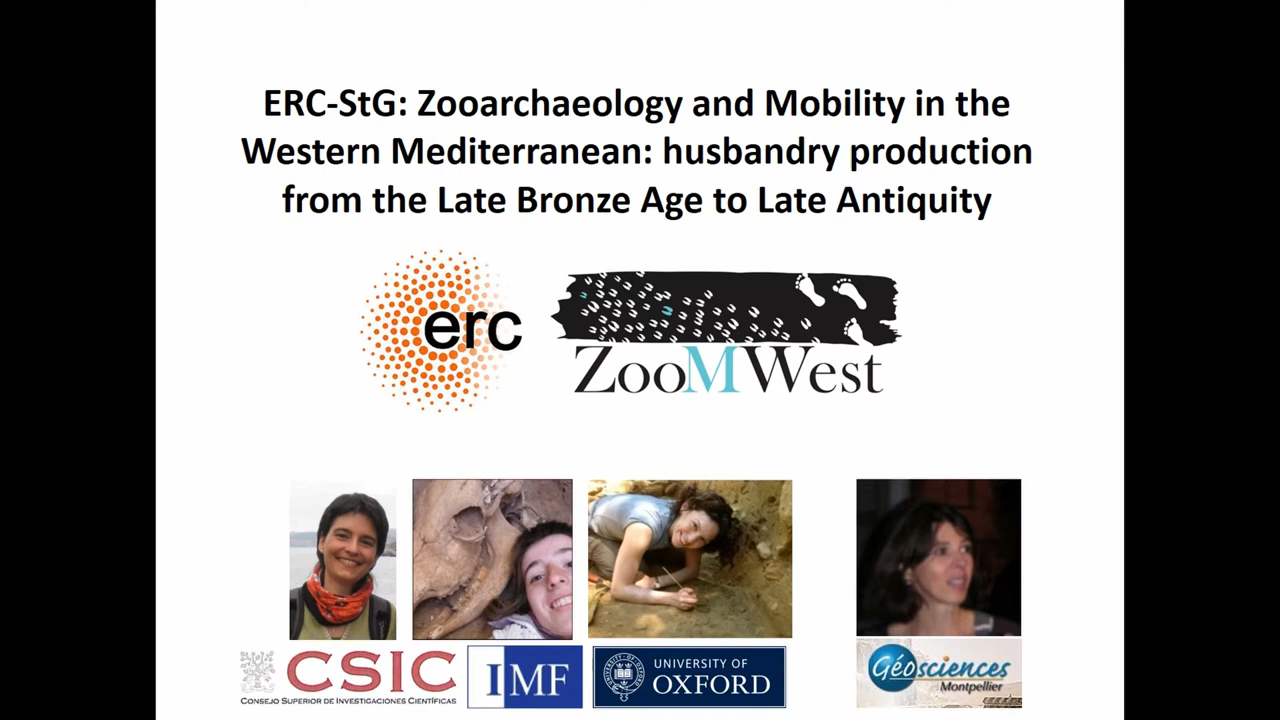 ERC-StG: Zooarchaeology and Mobility in the
Western Mediterranean: husbandry production
from the Late Bronze Age to Late Antiquity
erc
ZooMWest
CSIC
CONSEJO SUPERIOR DE INVESTIGACIONES CIENTÍFICAS
IMF
UNIVERSITY OF
OXFORD
Géosciences
Montpellier